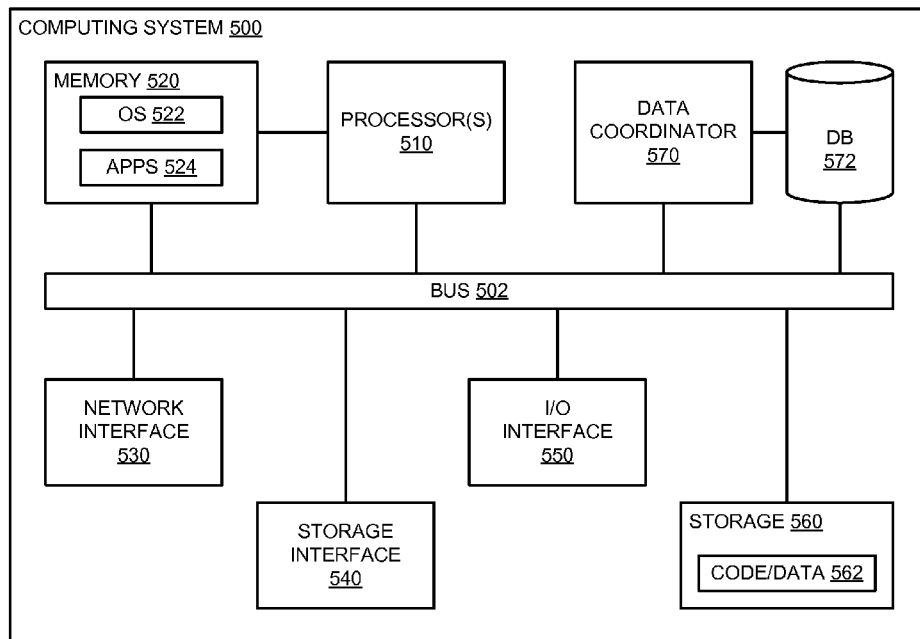 COMPUTING SYSTEM 500
MEMORY 520
OS 522
APPS 524
PROCESSOR(S)
510
DATA
COORDINATOR
570
DB
572
BUS 502
NETWORK
INTERFACE
530
I/O
INTERFACE
550
STORAGE
INTERFACE
540
STORAGE 560
CODE/DATA 562